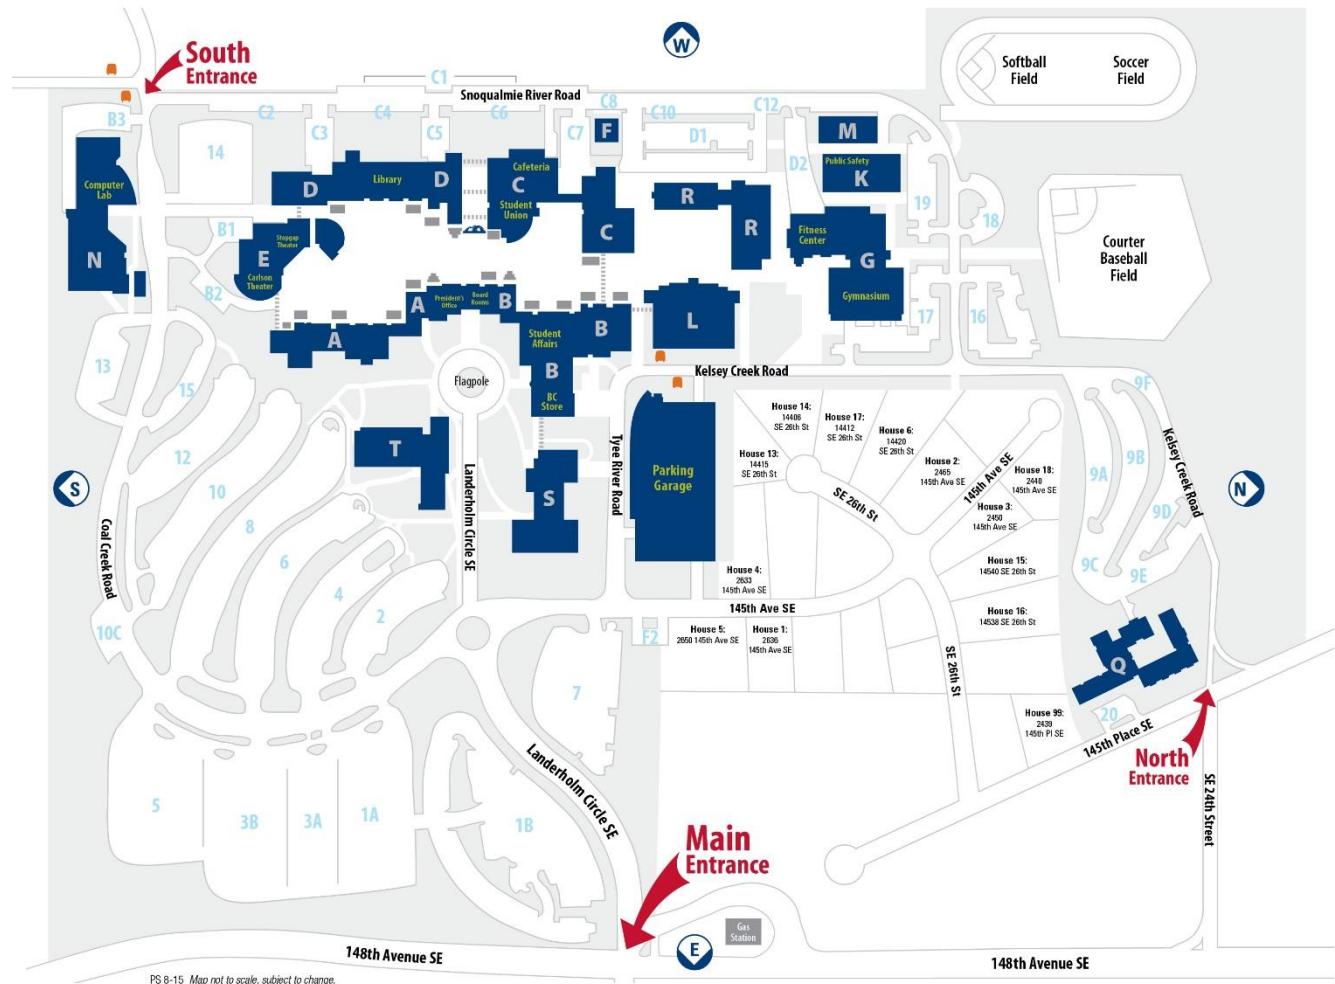 South
Entrance
W
Softball
Field
Soccer
Field
C1
Snoqualmie River Road
B3
C2
C3
C4
C5
C6
C7
C8
C10
C12
14
F
D1
D2
M
Public Safety
K
Computer
Lab
N
D
Library
D
Cafeteria
C
Student
Union
C
R
R
19
18
B1
Stopgap
Theater
E
Carlson
Theater
B2
Fitness
Center
G
Gymnasium
Courter
Baseball
Field
A
President's
Office
Board
Rooms
B
A
Student
Affairs
B
B
BC
Store
L
17
16
13
15
Flagpole
Kelsey Creek Road
9F
12
10
8
6
4
2
T
S
Landerholm Circle SE
Tyee River Road
Parking
Garage
House 14:
14406
SE 26th St
House 17:
14412
SE 26th St
House 6:
14420
SE 26th St
House 13:
14415
SE 26th St
House 2:
2465
145th Ave SE
145th Ave SE
House 18:
2440
145th Ave SE
House 3:
2450
145th Ave SE
SE 26th St
9A
9B
Kelsey Creek Road
9D
9C
9E
S
N
Coal Creek Road
House 4:
2633
145th Ave SE
House 15:
14540 SE 26th St
145th Ave SE
House 16:
14538 SE 26th St
10C
F2
House 5:
2650 145th Ave SE
House 1:
2636
145th Ave SE
SE 26th St
Q
7
House 99:
2439
145th Pl SE
20
145th Place SE
North
Entrance
SE 24th Street
Landerholm Circle SE
5
3B
3A
1A
1B
Main
Entrance
Gas
Station
E
148th Avenue SE
148th Avenue SE
PS 8-15 Map not to scale, subject to change.